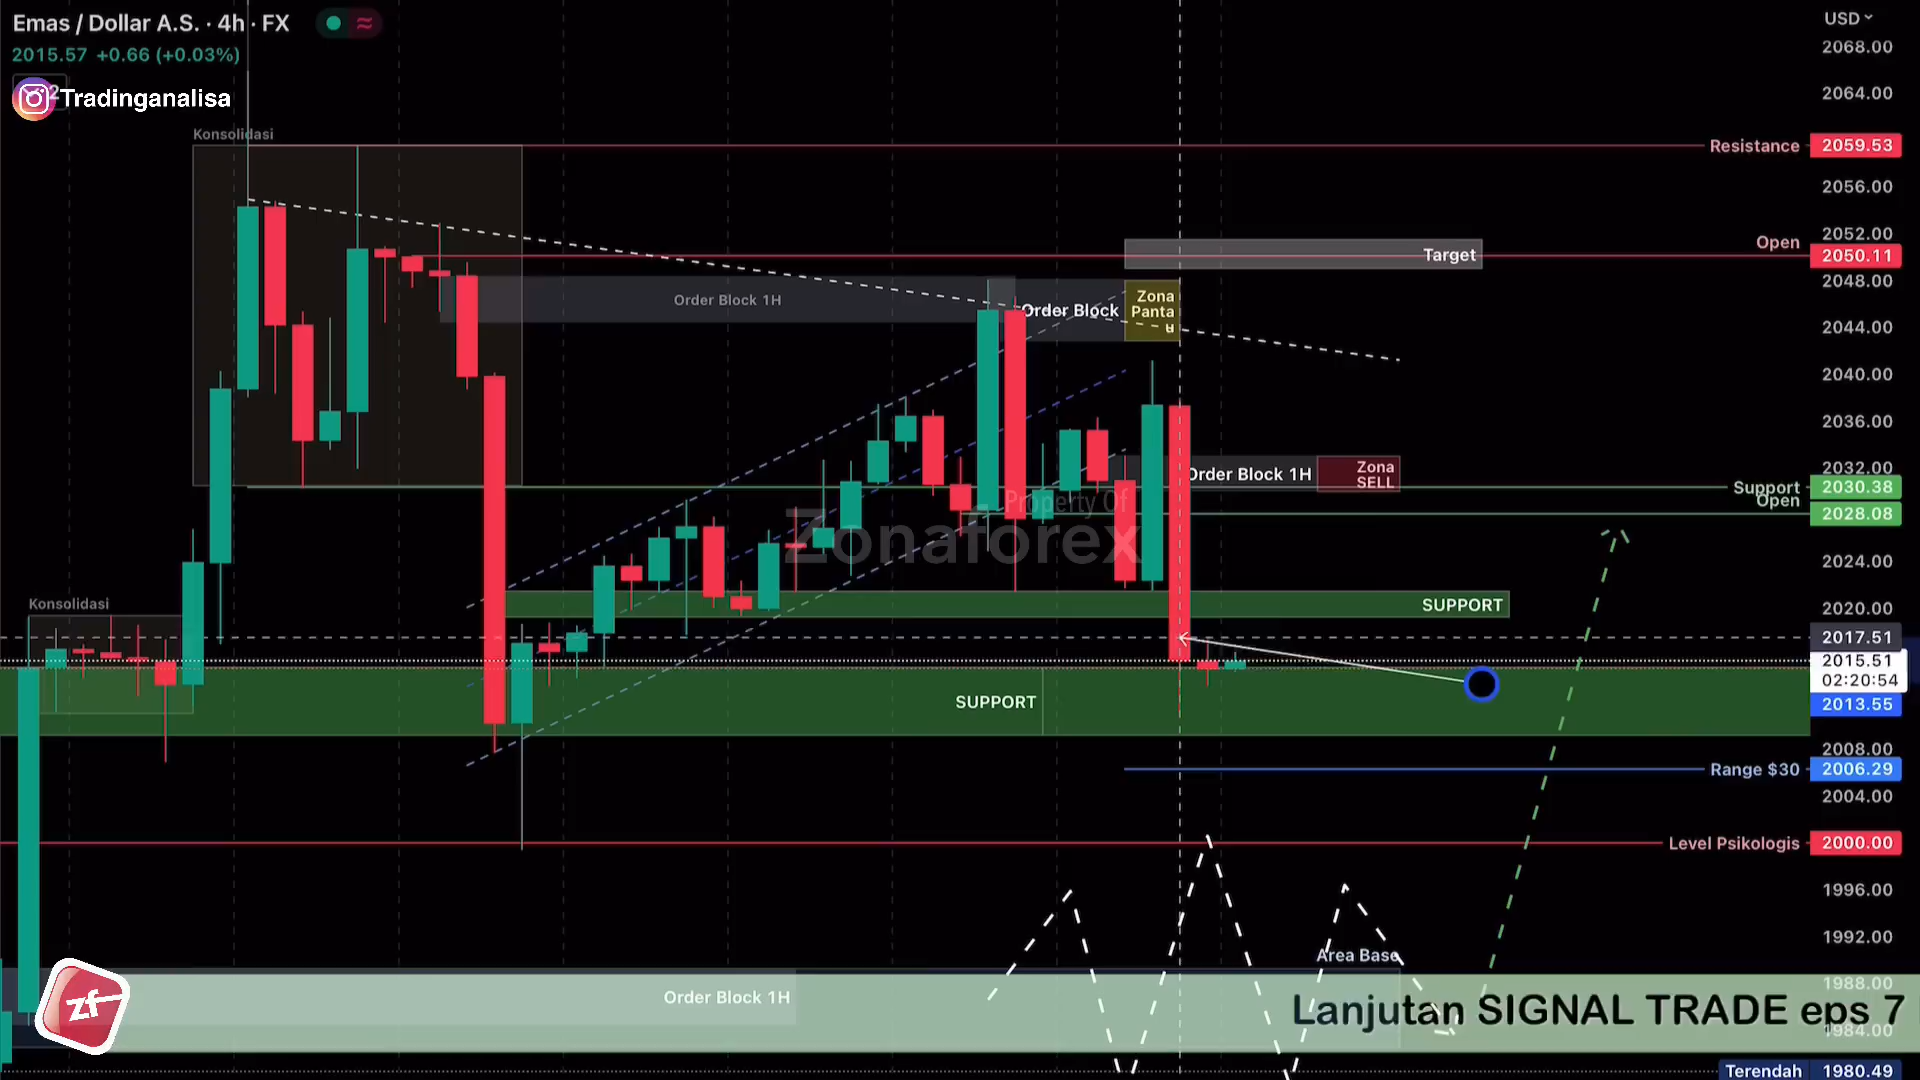 Emas / Dollar A.S. · 4h · FX
2015.57 +0.66 (+0.03%)
Tradinganalisa
USD
2068.00
2064.00
Konsolidasi
Resistance 2059.53
2056.00
2052.00
Open
2050.11
Target
2048.00
Order Block 1H
Order Block
Zona
Panta
u
2044.00
2040.00
2036.00
2032.00
Order Block 1H
Zona
SELL
Support 2030.38
Open
2028.08
Property Of
Zonaforex
2024.00
2020.00
Konsolidasi
SUPPORT
2017.51
2015.51
02:20:54
2013.55
SUPPORT
2008.00
Range $30 2006.29
2004.00
Level Psikologis 2000.00
1996.00
1992.00
Area Base
1988.00
Order Block 1H
zf
Lanjutan SIGNAL TRADE eps 7
1984.00
Terendah 1980.49